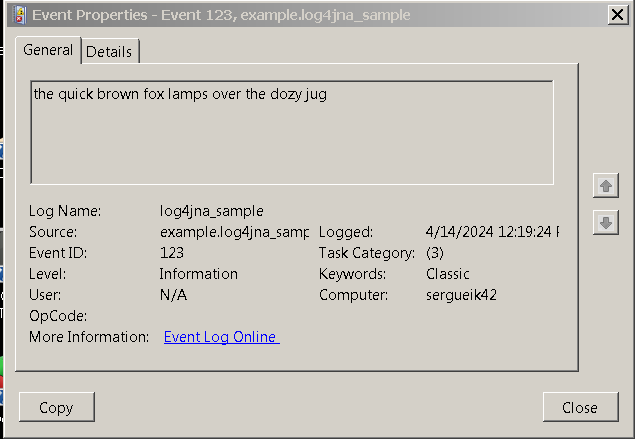 Event Properties - Event 123, example.log4jna_sample
General Details
the quick brown fox lamps over the dozy jug
Log Name: log4jna_sample
Source: example.log4jna_samp Logged: 4/14/2024 12:19:24
Event ID: 123 Task Category: (3)
Level: Information Keywords: Classic
User: N/A Computer: sergueik42
OpCode:
More Information: Event Log Online
Copy Close